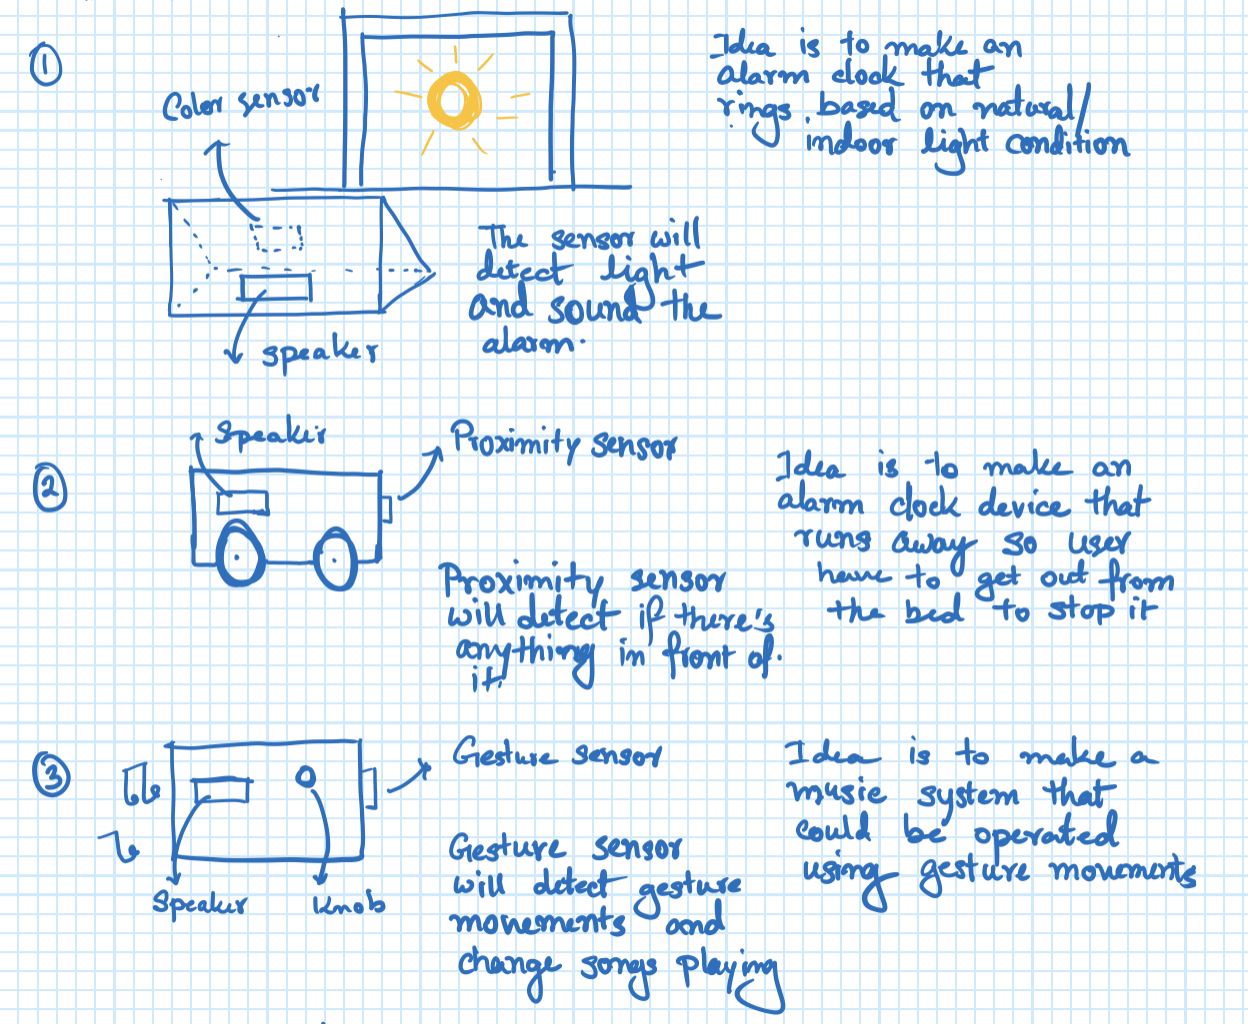 1
Color sensor
Idea is to make an
alarm clock that
rings based on natural/
indoor light condition
The sensor will
detect light
and sound the
alarm.
speaker
2
Speaker
Proximity sensor
Idea is to make an
alarm clock device that
runs away so user
have to get out from
the bed to stop it
Proximity sensor
will detect if there's
anything in front of
it.
3
Gesture sensor
Idea is to make a
music system that
could be operated
using gesture movements
Speaker
Knob
Gesture sensor
will detect gesture
movements and
change songs playing